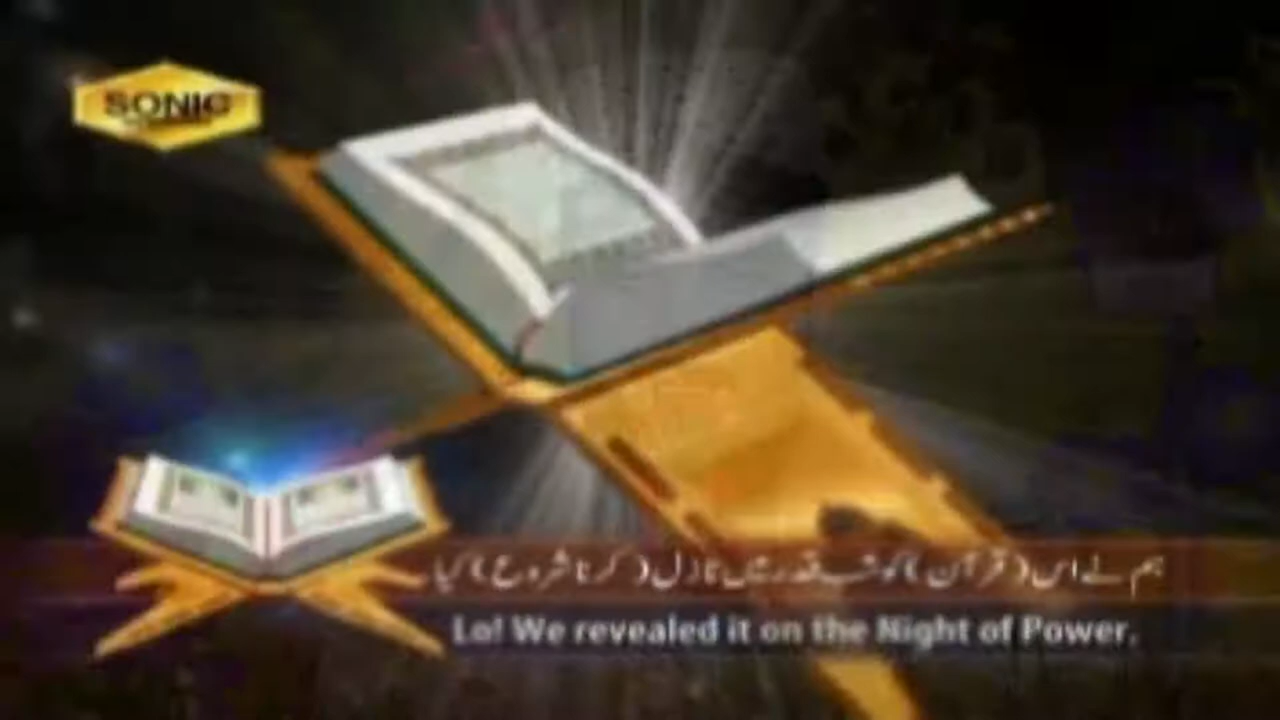 SONIC
ہم نے اس (قرآن) کو شب قدر میں نازل (کرنا شروع) کیا
Lo! We revealed it on the Night of Power.